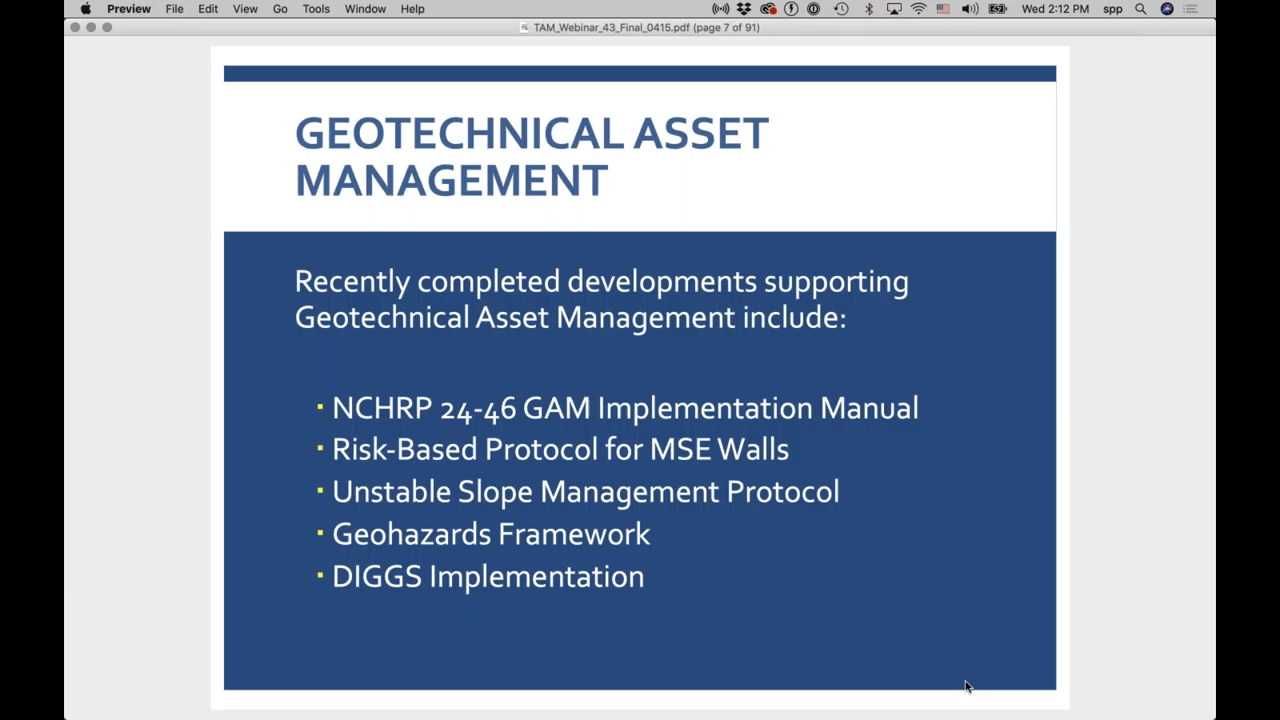 Preview File Edit View Go Tools Window Help Wed 2:12 PM spp
TAM_Webinar_43_Final_0415.pdf (page 7 of 91)
GEOTECHNICAL ASSET
MANAGEMENT
Recently completed developments supporting
Geotechnical Asset Management include:
▪ NCHRP 24-46 GAM Implementation Manual
▪ Risk-Based Protocol for MSE Walls
▪ Unstable Slope Management Protocol
▪ Geohazards Framework
▪ DIGGS Implementation